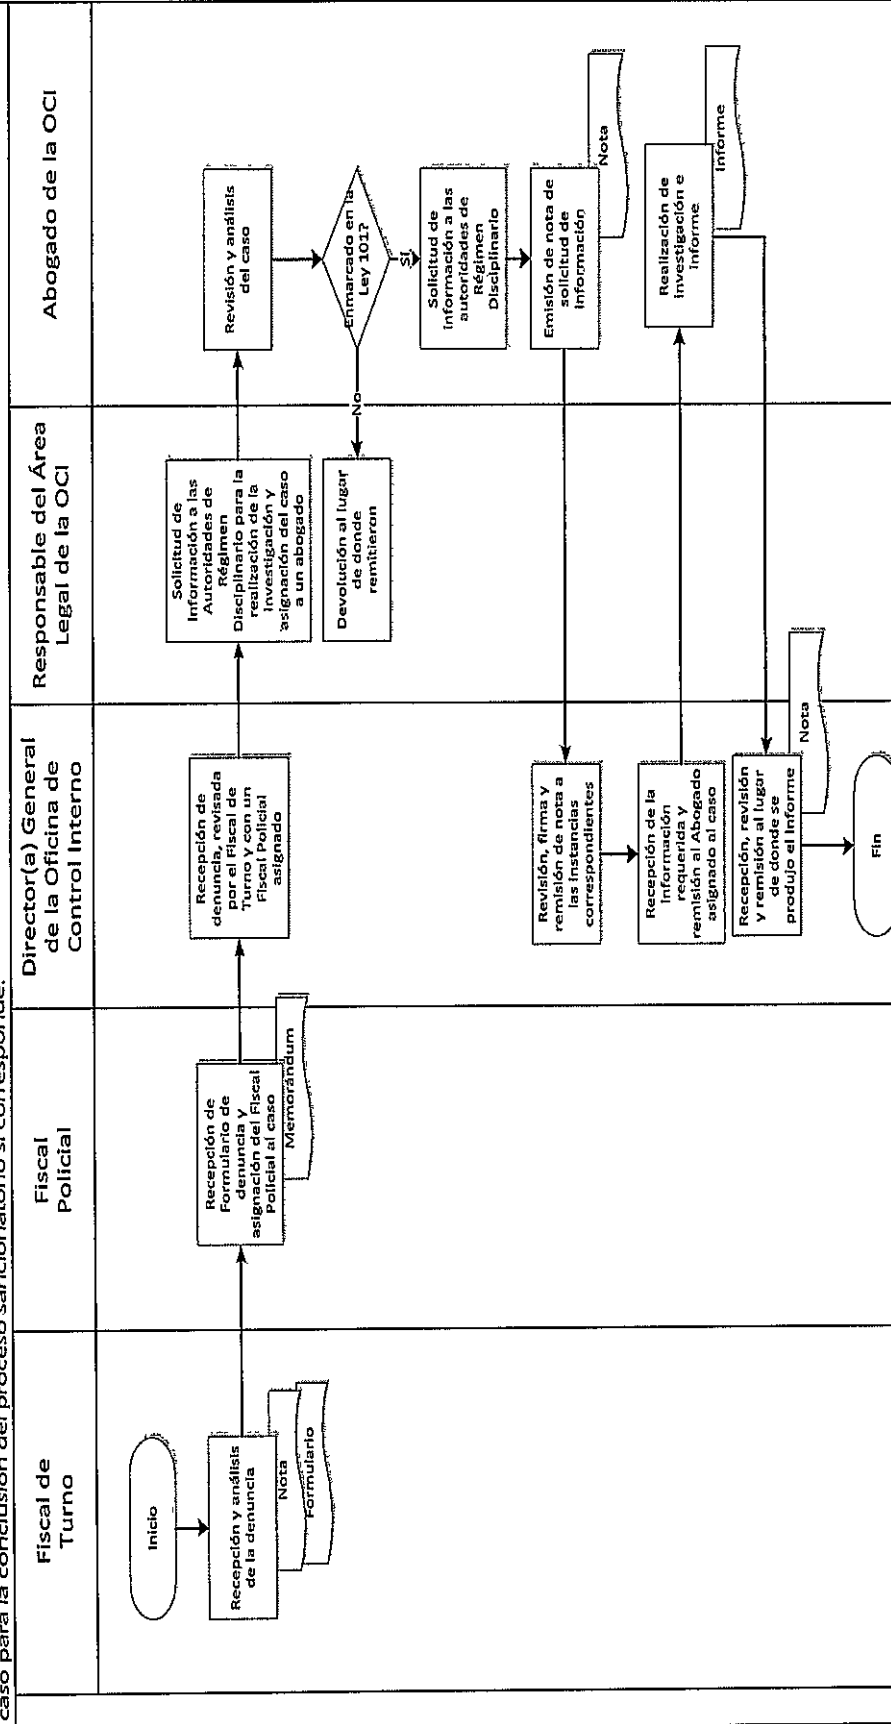 caso para la conclusión del proceso sancionatorio si corresponde.
Fiscal de
Turno
Fiscal
Policial
Director(a) General
de la Oficina de
Control Interno
Responsable del Área
Legal de la OCI
Abogado de la OCI
Inicio
Recepción y análisis
de la denuncia
Nota
Formulario
Recepción de
Formulario de
denuncia y
asignación del Fiscal
Policial al caso
Memorándum
Recepción de
denuncia, revisada
por el Fiscal de
Turno y con un
Fiscal Policial
asignado
Solicitud de
Información a las
Autoridades de
Régimen
Disciplinario para la
realización de la
Investigación y
asignación del caso
a un abogado
Revisión y análisis
del caso
Enmarcado en la
Ley 101?
No
Devolución al lugar
de donde
remitieron
Sí
Solicitud de
Información a las
autoridades de
Régimen
Disciplinario
Emisión de nota de
solicitud de
Información
Nota
Revisión, firma y
remisión de nota a
las instancias
correspondientes
Recepción de la
Información
requerida y
remisión al Abogado
asignado al caso
Realización de
investigación e
Informe
Informe
Recepción, revisión
y remisión al lugar
de donde se
produjo el Informe
Nota
Fin